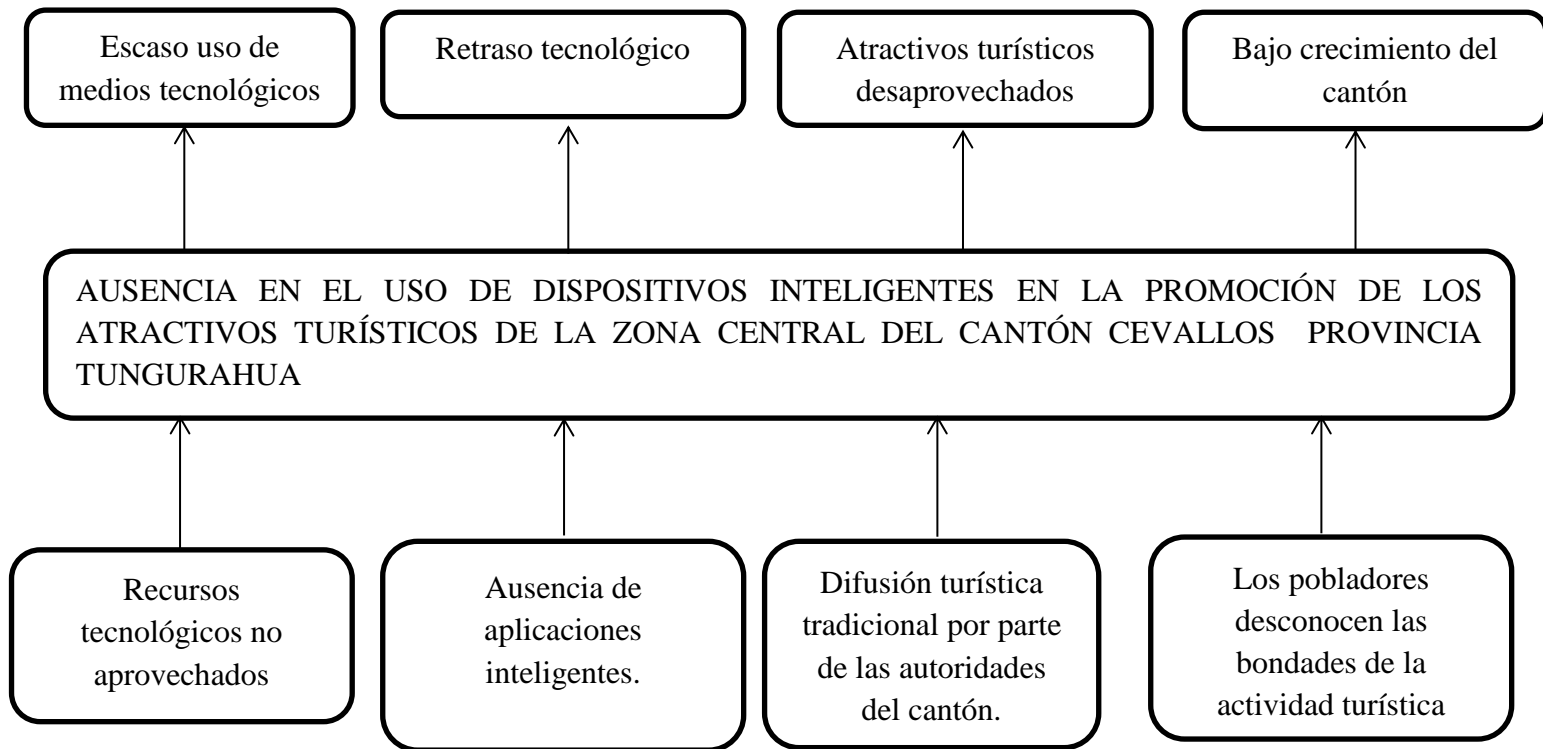 Escaso uso de
medios tecnológicos
Retraso tecnológico
Atractivos turísticos
desaprovechados
Bajo crecimiento del
cantón
AUSENCIA EN EL USO DE DISPOSITIVOS INTELIGENTES EN LA PROMOCIÓN DE LOS
ATRACTIVOS TURÍSTICOS DE LA ZONA CENTRAL DEL CANTÓN CEVALLOS PROVINCIA
TUNGURAHUA
Recursos
tecnológicos no
aprovechados
Ausencia de
aplicaciones
inteligentes.
Difusión turística
tradicional por parte
de las autoridades
del cantón.
Los pobladores
desconocen las
bondades de la
actividad turística